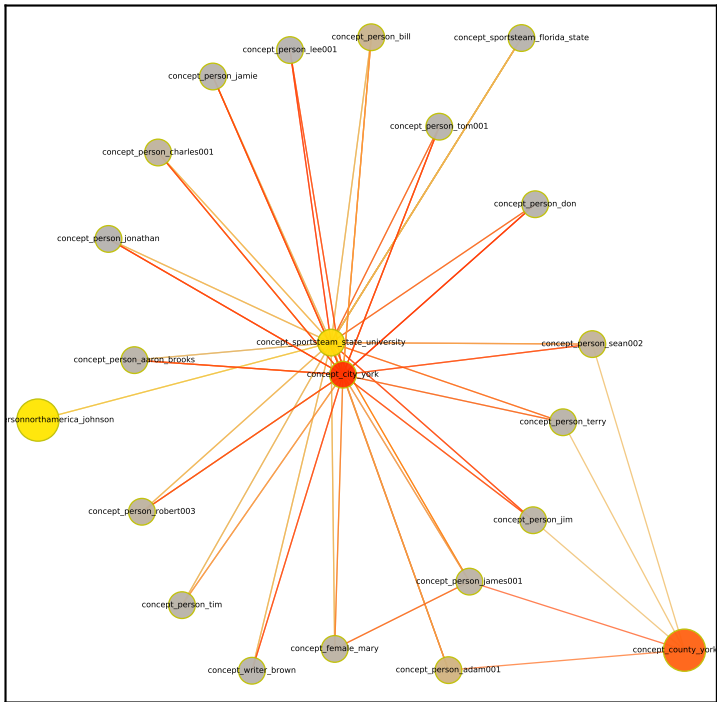 concept_person_bill
concept_sportsteam_florida_state
concept_person_lee001
concept_person_jamie
concept_person_tom001
concept_person_charles001
concept_person_don
concept_person_jonathan
concept_sportsteam_state_university
concept_person_sean002
concept_person_aaron_brooks
concept_city_york
rsonnorthamerica_johnson
concept_person_terry
concept_person_robert003
concept_person_jim
concept_person_james001
concept_person_tim
concept_female_mary
concept_county_york
concept_writer_brown
concept_person_adam001